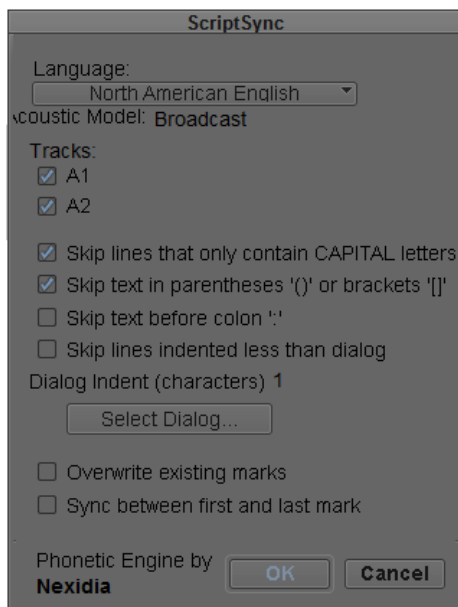 ScriptSync
Language:
North American English
coustic Model: Broadcast
Tracks:
A1
A2
Skip lines that only contain CAPITAL letters
Skip text in parentheses '()' or brackets '[]'
Skip text before colon ':'
Skip lines indented less than dialog
Dialog Indent (characters) 1
Select Dialog...
Overwrite existing marks
Sync between first and last mark
Phonetic Engine by
Nexidia
OK
Cancel